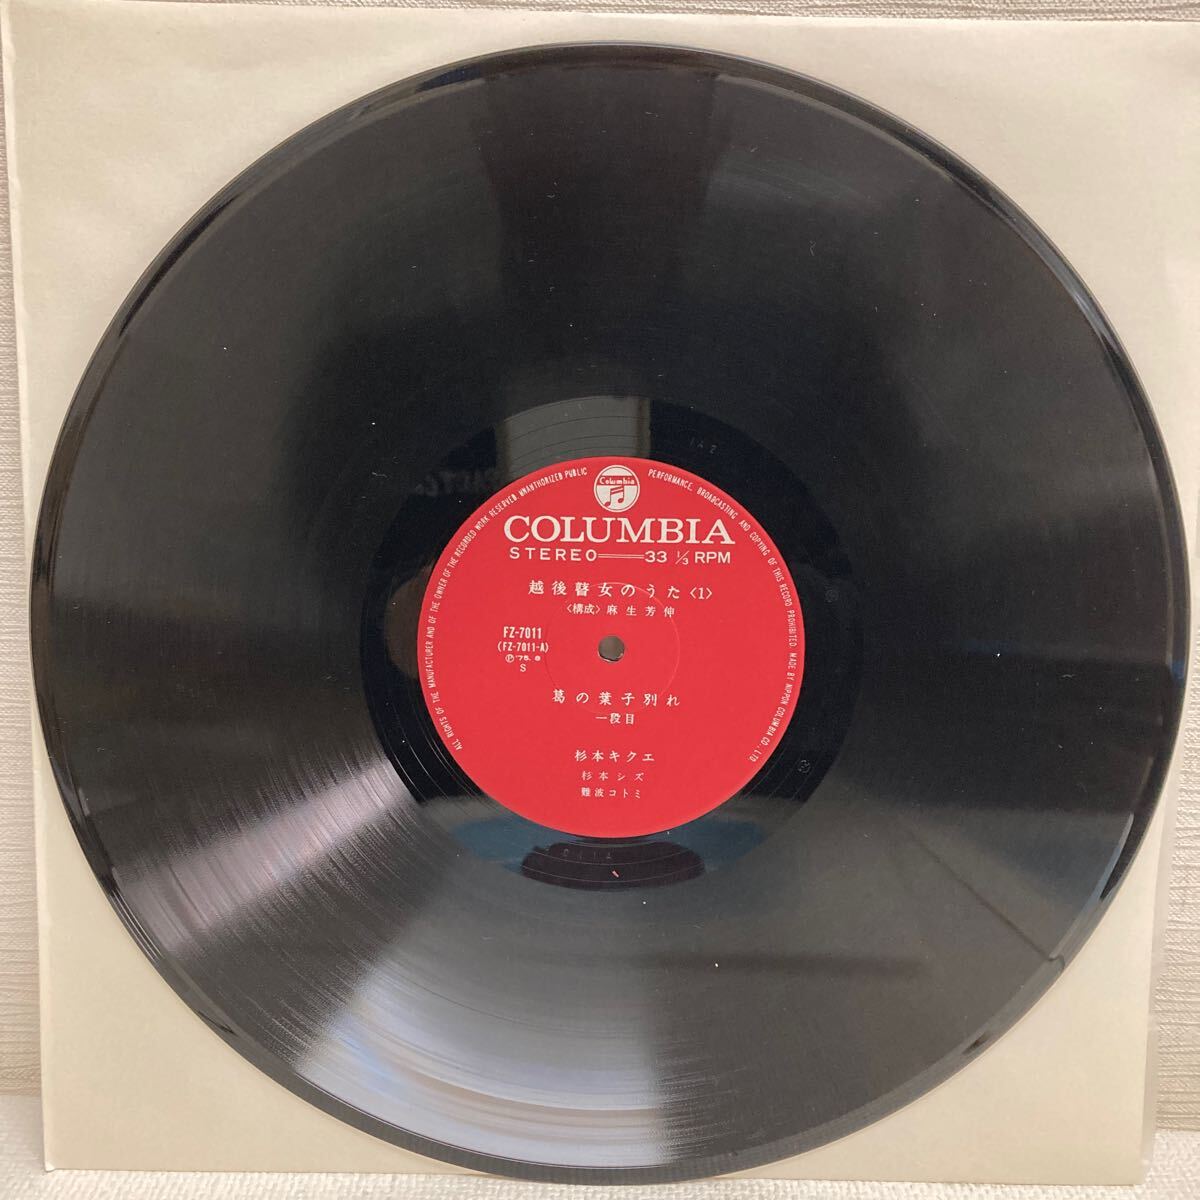 ALL RIGHTS OF THE MANUFACTURER AND OF THE OWNER OF THE RECORDED WORK RESERVED. UNAUTHORIZED PUBLIC PERFORMANCE, BROADCASTING AND COPYING OF THIS RECORD PROHIBITED. MADE BY NIPPON COLUMBIA CO., LTD
Columbia
COLUMBIA
STEREO 33 1/3 RPM
越後瞽女のうた〈1〉
〈構成〉麻生芳伸
FZ-7011
(FZ-7011-A)
Ⓟ'75. 8
S
葛の葉子別れ
一段目
杉本キクエ
杉本シズ
難波コトミ